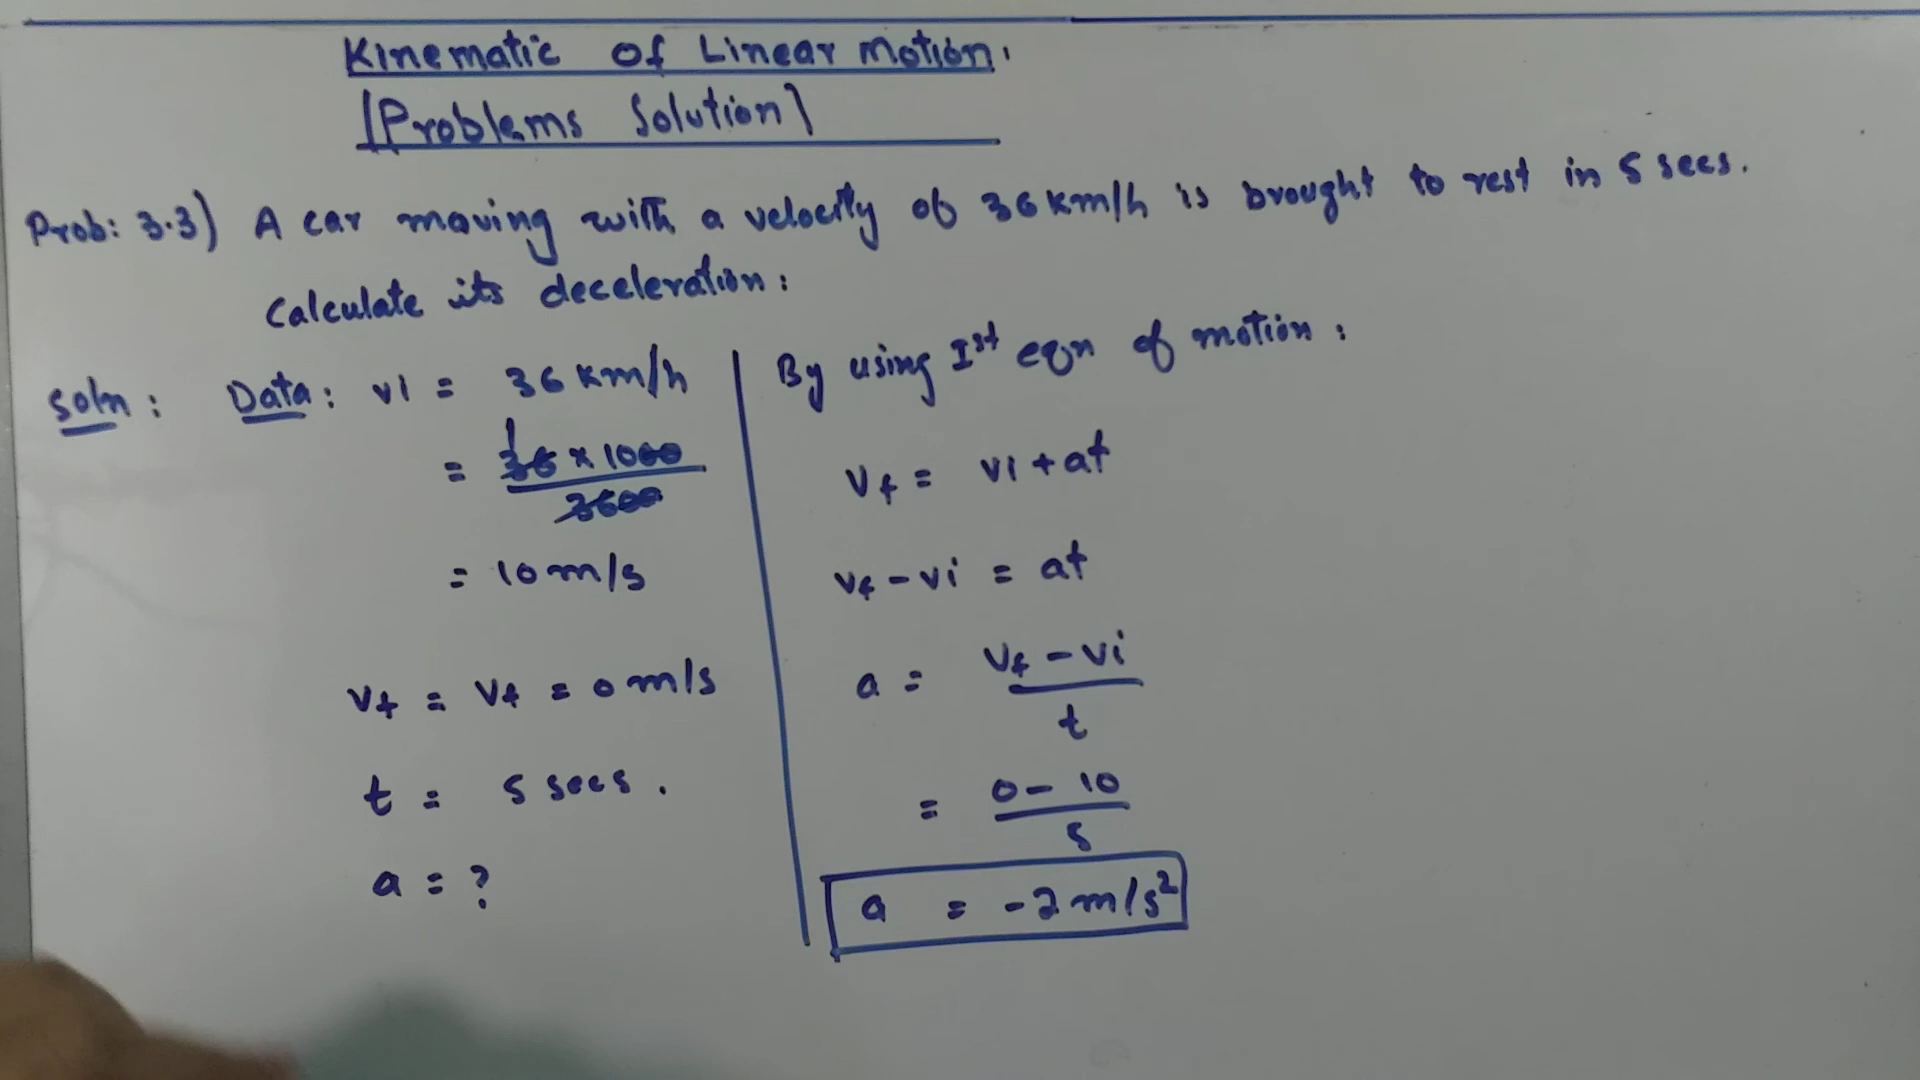 Kinematic of Linear motion.
[Problems Solution]
Prob: 3.3) A car moving with a velocity of 36 km/h is brought to rest in 5 secs.
Calculate its deceleration:
Soln: Data: vi = 36 km/h
= 36 x 1000
3600
= 10 m/s
vf = vf = 0 m/s
t = 5 secs.
a = ?
By using Ist eqn of motion:
vf = vi + at
vf - vi = at
a = vf - vi
t
= 0 - 10
5
a = -2 m/s²